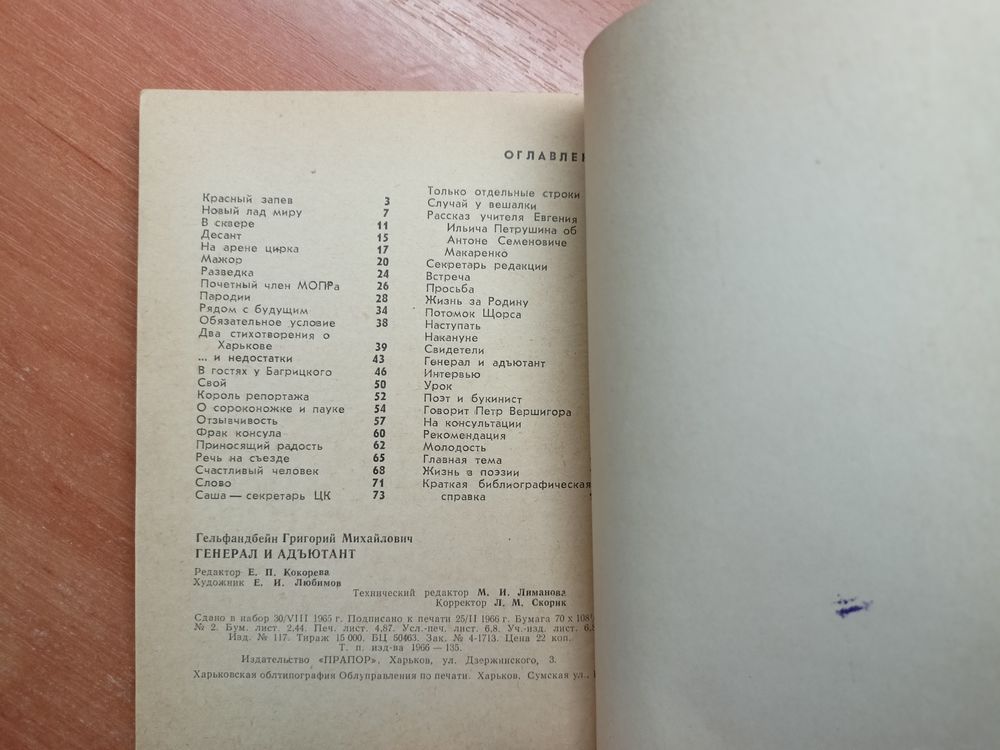 ОГЛАВЛЕН
Красный запев 3
Новый лад миру 7
В сквере 11
Десант 15
На арене цирка 17
Мажор 20
Разведка 24
Почетный член МОПРа 26
Пародии 28
Рядом с будущим 34
Обязательное условие 38
Два стихотворения о
Харькове 39
... и недостатки 43
В гостях у Багрицкого 46
Свой 50
Король репортажа 52
О сороконожке и пауке 54
Отзывчивость 57
Фрак консула 60
Приносящий радость 62
Речь на съезде 65
Счастливый человек 68
Слово 71
Саша — секретарь ЦК 73
Только отдельные строки
Случай у вешалки
Рассказ учителя Евгения
Ильича Петрушина об
Антоне Семеновиче
Макаренко
Секретарь редакции
Встреча
Просьба
Жизнь за Родину
Потомок Щорса
Наступать
Накануне
Свидетели
Генерал и адъютант
Интервью
Урок
Поэт и букинист
Говорит Петр Вершигора
На консультации
Рекомендация
Молодость
Главная тема
Жизнь в поэзии
Краткая библиографическая
справка
Гельфандбейн Григорий Михайлович
ГЕНЕРАЛ И АДЪЮТАНТ
Редактор Е. П. Кокорева
Художник Е. И. Любимов
Технический редактор М. И. Лиманова
Корректор Л. М. Скорик
Сдано в набор 30/VIII 1965 г. Подписано к печати 25/II 1966 г. Бумага 70 х 108
№ 2. Бум. лист. 2,44. Печ. лист. 4,87. Усл.-печ. лист. 6,8. Уч.-изд. лист. 6,8
Изд. № 117. Тираж 15 000. БЦ 50463. Зак. № 4-1713. Цена 22 коп.
Т. п. изд-ва 1966 — 135.
Издательство «ПРАПОР», Харьков, ул. Дзержинского, 3.
Харьковская облтипография Облуправления по печати. Харьков, Сумская ул.,